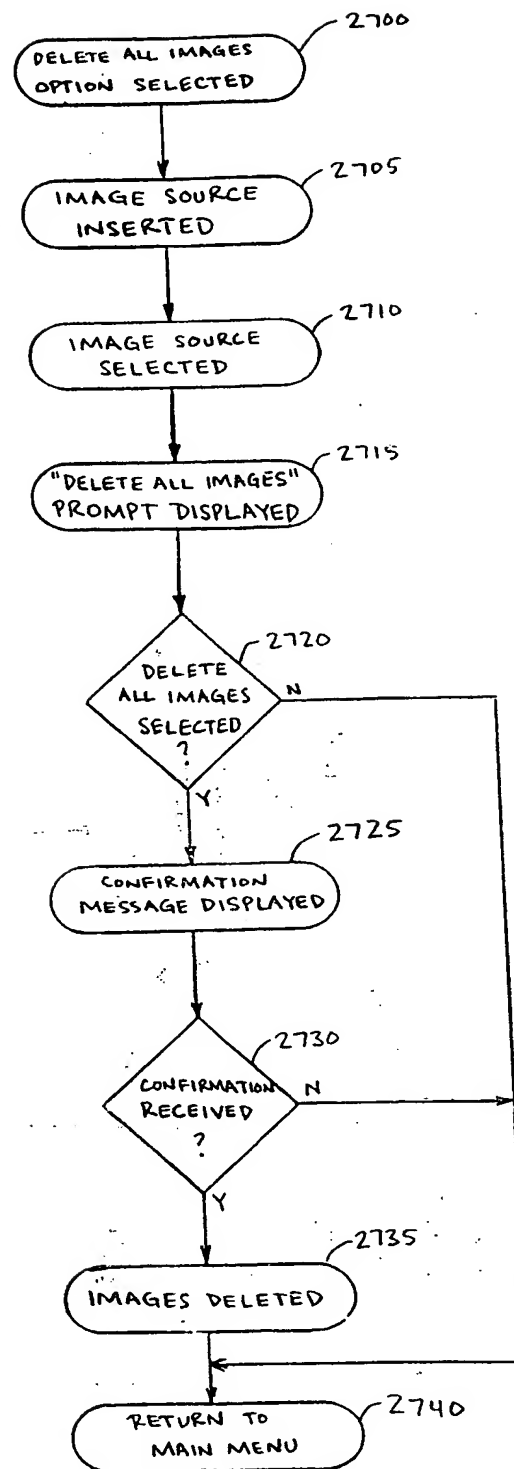 2700
DELETE ALL IMAGES
OPTION SELECTED
2705
IMAGE SOURCE
INSERTED
2710
IMAGE SOURCE
SELECTED
2715
"DELETE ALL IMAGES"
PROMPT DISPLAYED
2720
DELETE
ALL IMAGES
SELECTED
?
N
Y
2725
CONFIRMATION
MESSAGE DISPLAYED
2730
CONFIRMATION
RECEIVED
?
N
Y
2735
IMAGES DELETED
2740
RETURN TO
MAIN MENU